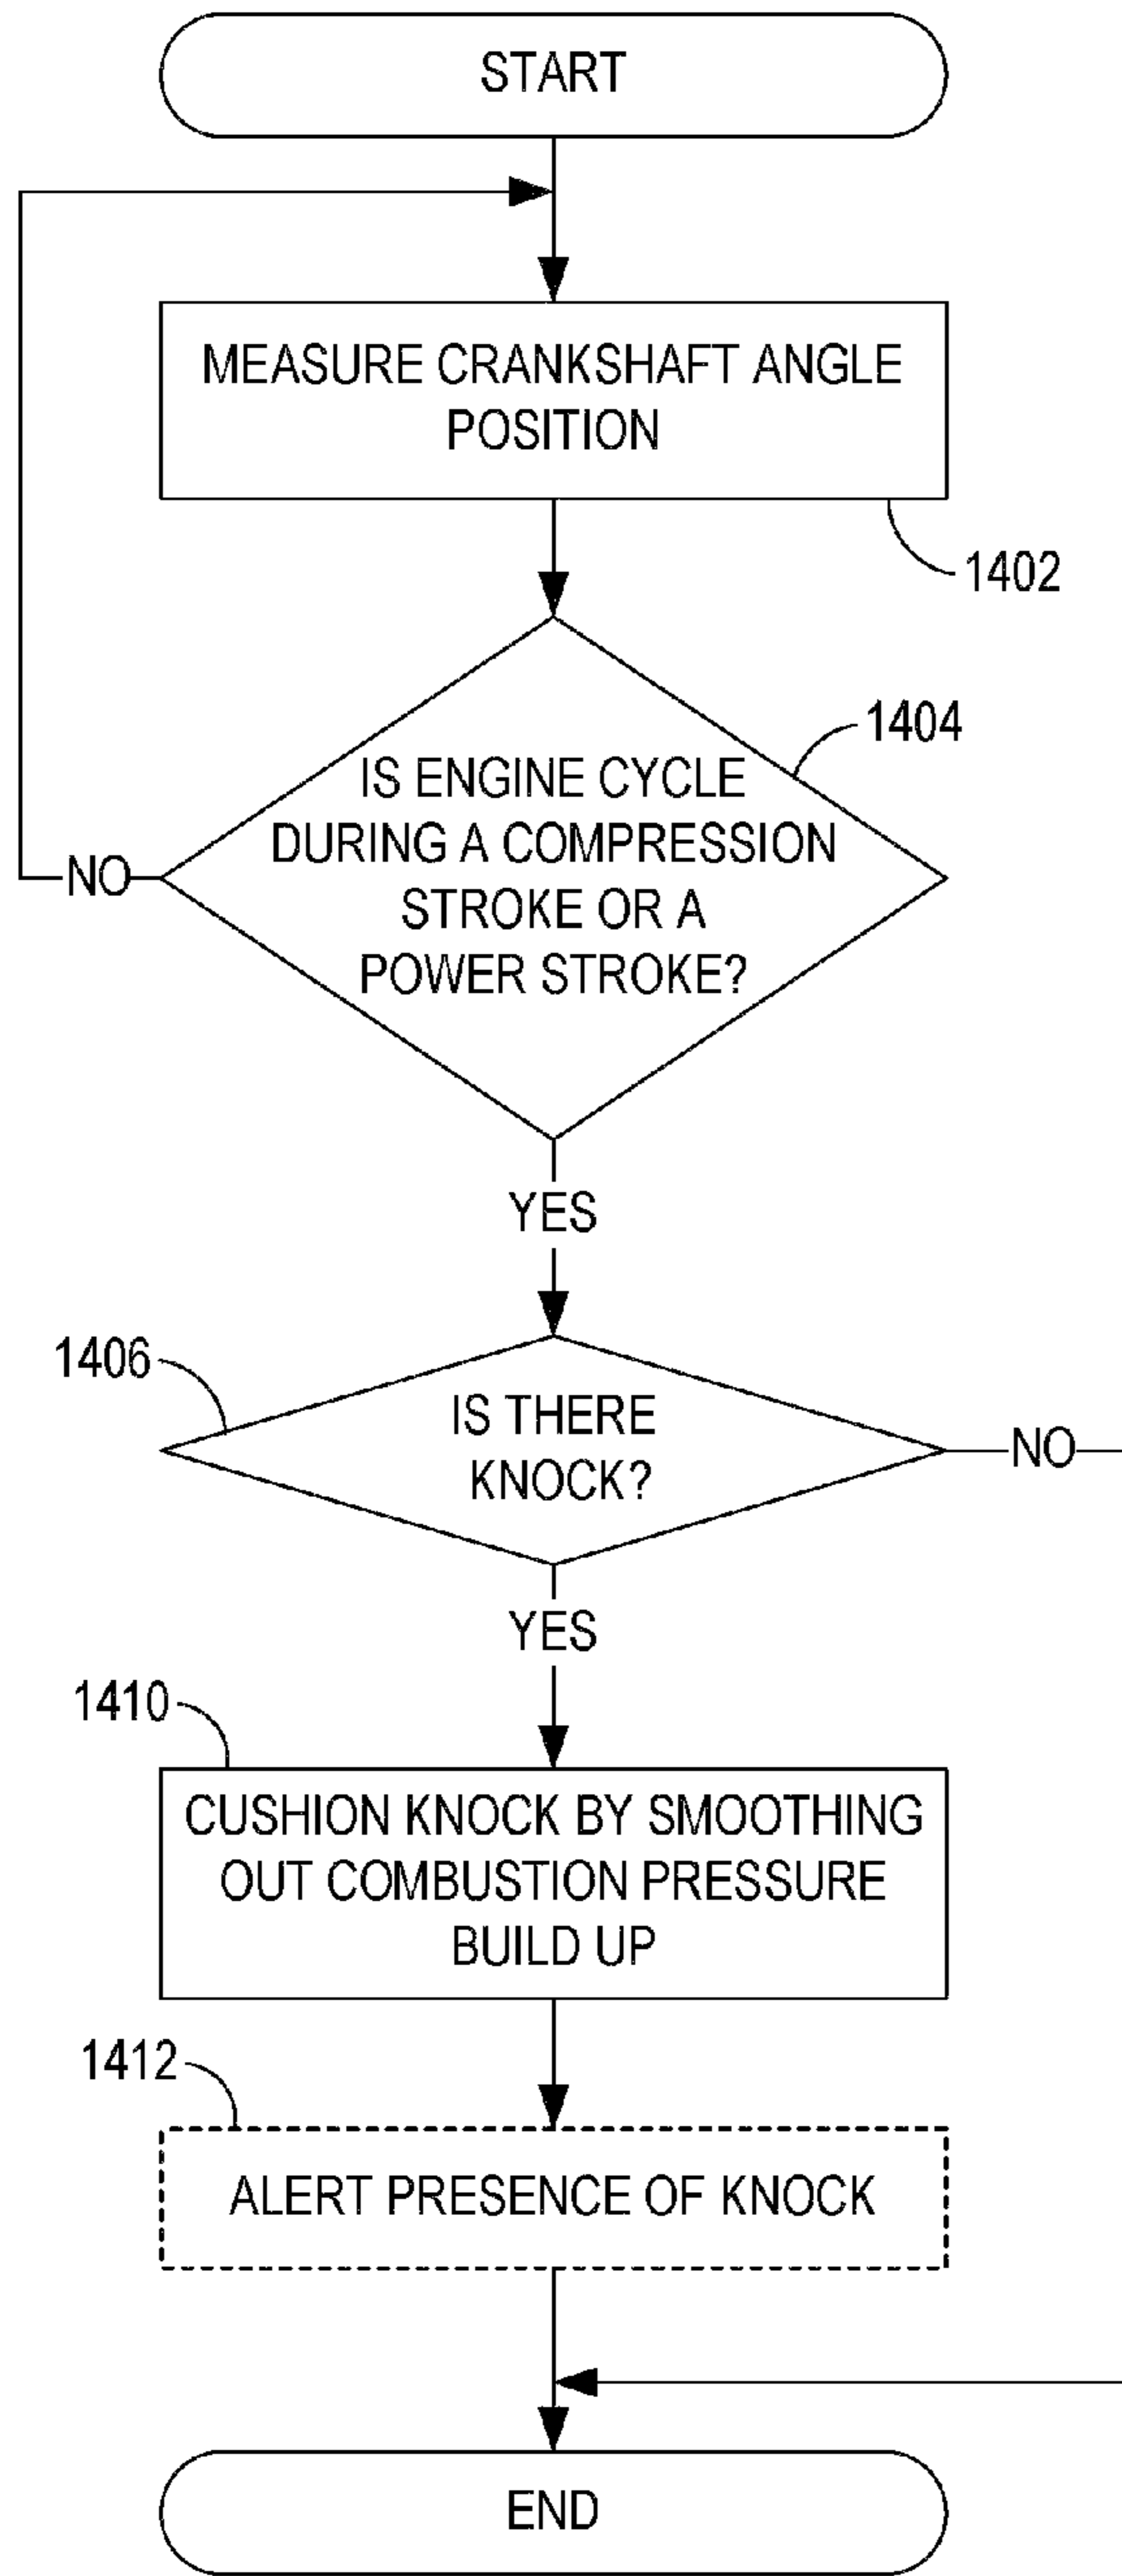 START
MEASURE CRANKSHAFT ANGLE
POSITION
1402
1404
IS ENGINE CYCLE
DURING A COMPRESSION
STROKE OR A
POWER STROKE?
NO
YES
1406
IS THERE
KNOCK?
NO
YES
1410
CUSHION KNOCK BY SMOOTHING
OUT COMBUSTION PRESSURE
BUILD UP
1412
ALERT PRESENCE OF KNOCK
END